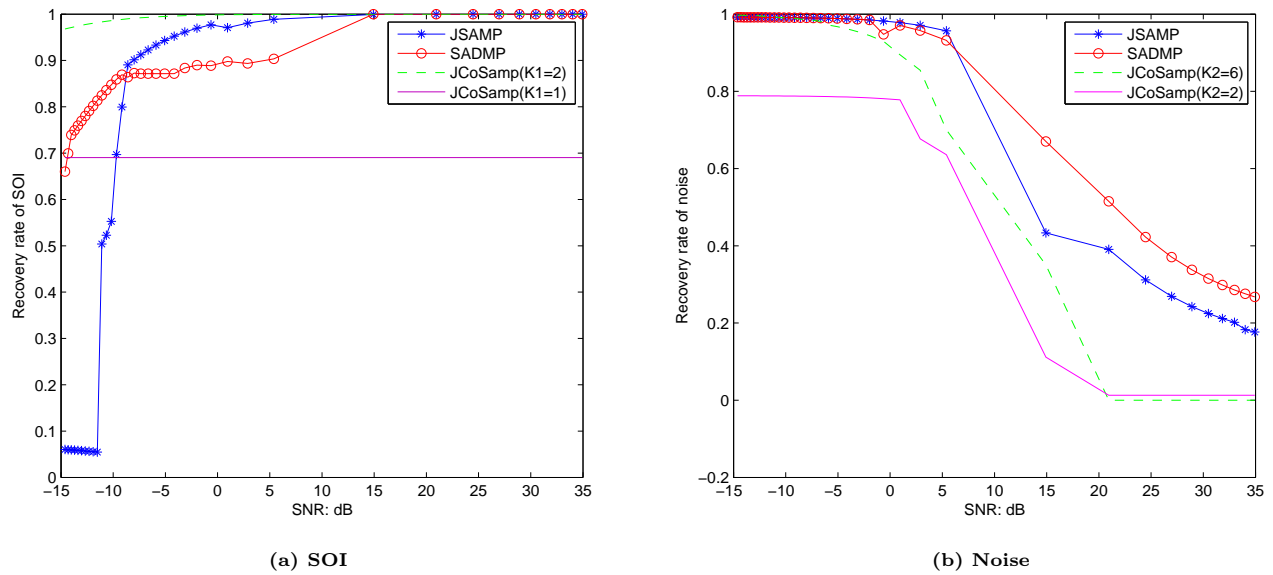 1
0.9
0.8
0.7
0.6
0.5
0.4
0.3
0.2
0.1
0
−15
−10
−5
0
5
10
15
20
25
30
35
SNR: dB
Recovery rate of SOI
JSAMP
SADMP
JCoSamp(K1=2)
JCoSamp(K1=1)
(a) SOI
1
0.8
0.6
0.4
0.2
0
−0.2
−15
−10
−5
0
5
10
15
20
25
30
35
SNR: dB
Recovery rate of noise
JSAMP
SADMP
JCoSamp(K2=6)
JCoSamp(K2=2)
(b) Noise